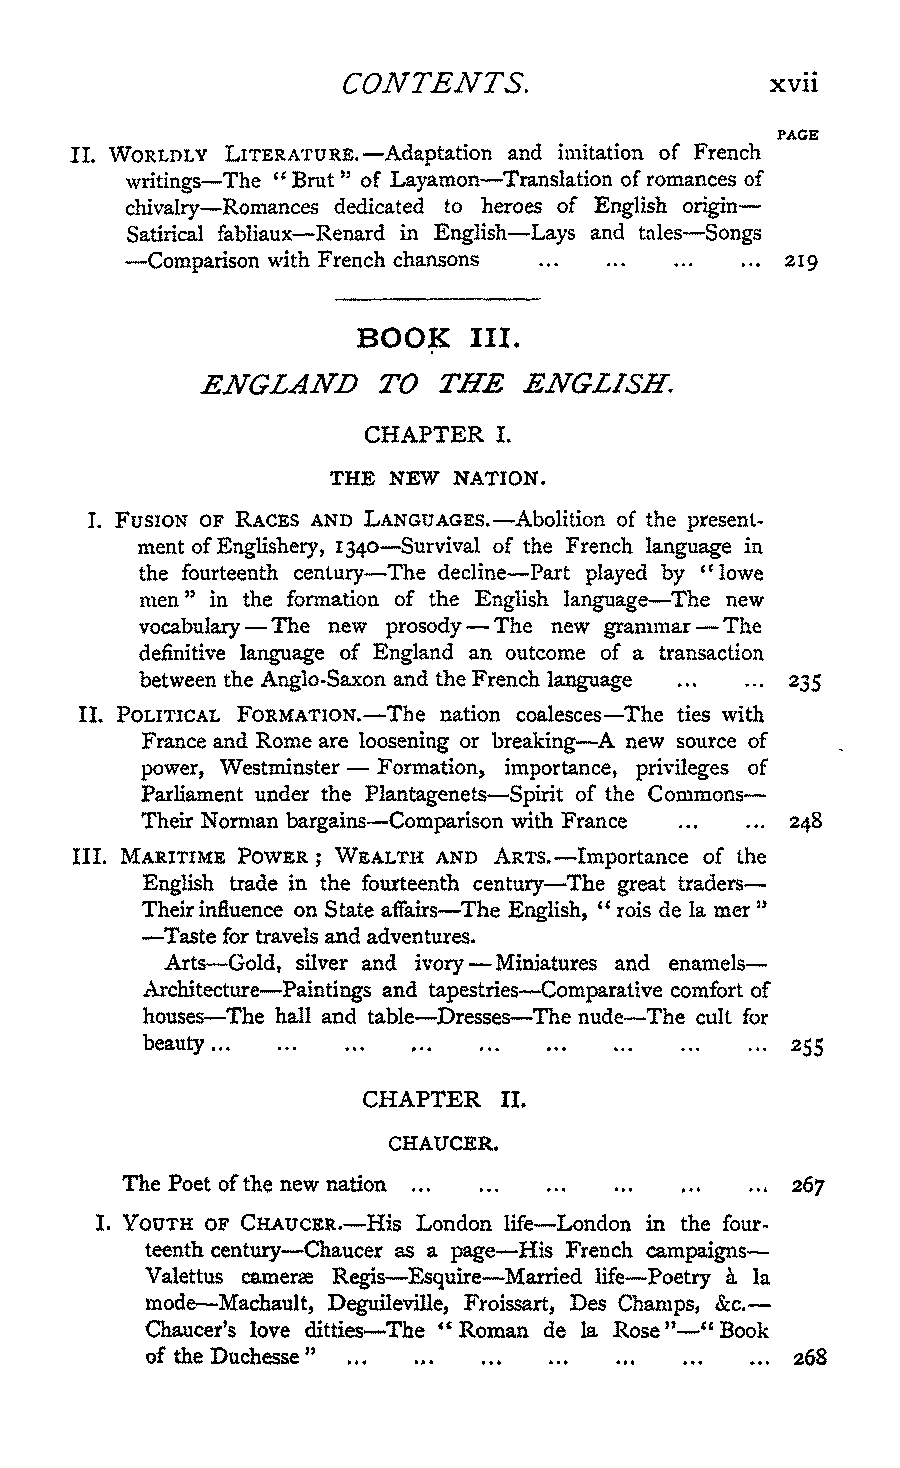 CONTENTS. xvii
PAGE
II. WORLDLY LITERATURE.—Adaptation and imitation of French
writings—The "Brut" of Layamon—Translation of romances of
chivalry—Romances dedicated to heroes of English origin—
Satirical fabliaux—Renard in English—Lays and tales—Songs
—Comparison with French chansons ... ... ... ... 219
BOOK III.
ENGLAND TO THE ENGLISH.
CHAPTER I.
THE NEW NATION.
I. FUSION OF RACES AND LANGUAGES.—Abolition of the present-
ment of Englishery, 1340—Survival of the French language in
the fourteenth century—The decline—Part played by "lowe
men" in the formation of the English language—The new
vocabulary—The new prosody—The new grammar—The
definitive language of England an outcome of a transaction
between the Anglo-Saxon and the French language ... ... 235
II. POLITICAL FORMATION.—The nation coalesces—The ties with
France and Rome are loosening or breaking—A new source of
power, Westminster — Formation, importance, privileges of
Parliament under the Plantagenets—Spirit of the Commons—
Their Norman bargains—Comparison with France ... ... 248
III. MARITIME POWER; WEALTH AND ARTS.—Importance of the
English trade in the fourteenth century—The great traders—
Their influence on State affairs—The English, "rois de la mer"
—Taste for travels and adventures.
Arts—Gold, silver and ivory—Miniatures and enamels—
Architecture—Paintings and tapestries—Comparative comfort of
houses—The hall and table—Dresses—The nude—The cult for
beauty ... ... ... ... ... ... ... ... ... 255
CHAPTER II.
CHAUCER.
The Poet of the new nation ... ... ... ... ... ... 267
I. YOUTH OF CHAUCER.—His London life—London in the four-
teenth century—Chaucer as a page—His French campaigns—
Valettus cameræ Regis—Esquire—Married life—Poetry à la
mode—Machault, Deguileville, Froissart, Des Champs, &c.—
Chaucer's love ditties—The "Roman de la Rose"—"Book
of the Duchesse" ... ... ... ... ... ... ... 268